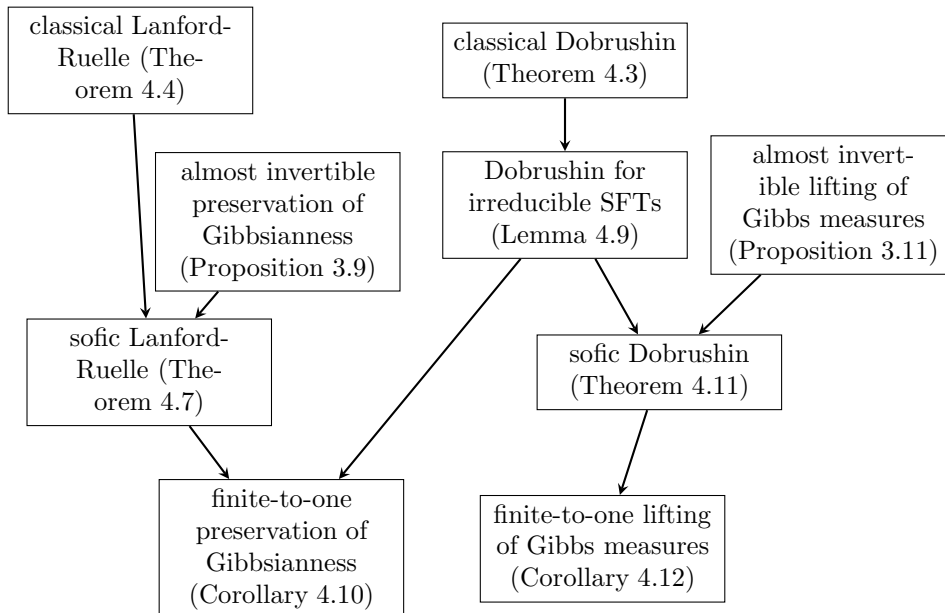 classical Lanford-
Ruelle (The-
orem 4.4)
classical Dobrushin
(Theorem 4.3)
almost invertible
preservation of
Gibbsianness
(Proposition 3.9)
Dobrushin for
irreducible SFTs
(Lemma 4.9)
almost invert-
ible lifting of
Gibbs measures
(Proposition 3.11)
sofic Lanford-
Ruelle (The-
orem 4.7)
sofic Dobrushin
(Theorem 4.11)
finite-to-one
preservation of
Gibbsianness
(Corollary 4.10)
finite-to-one lifting
of Gibbs measures
(Corollary 4.12)